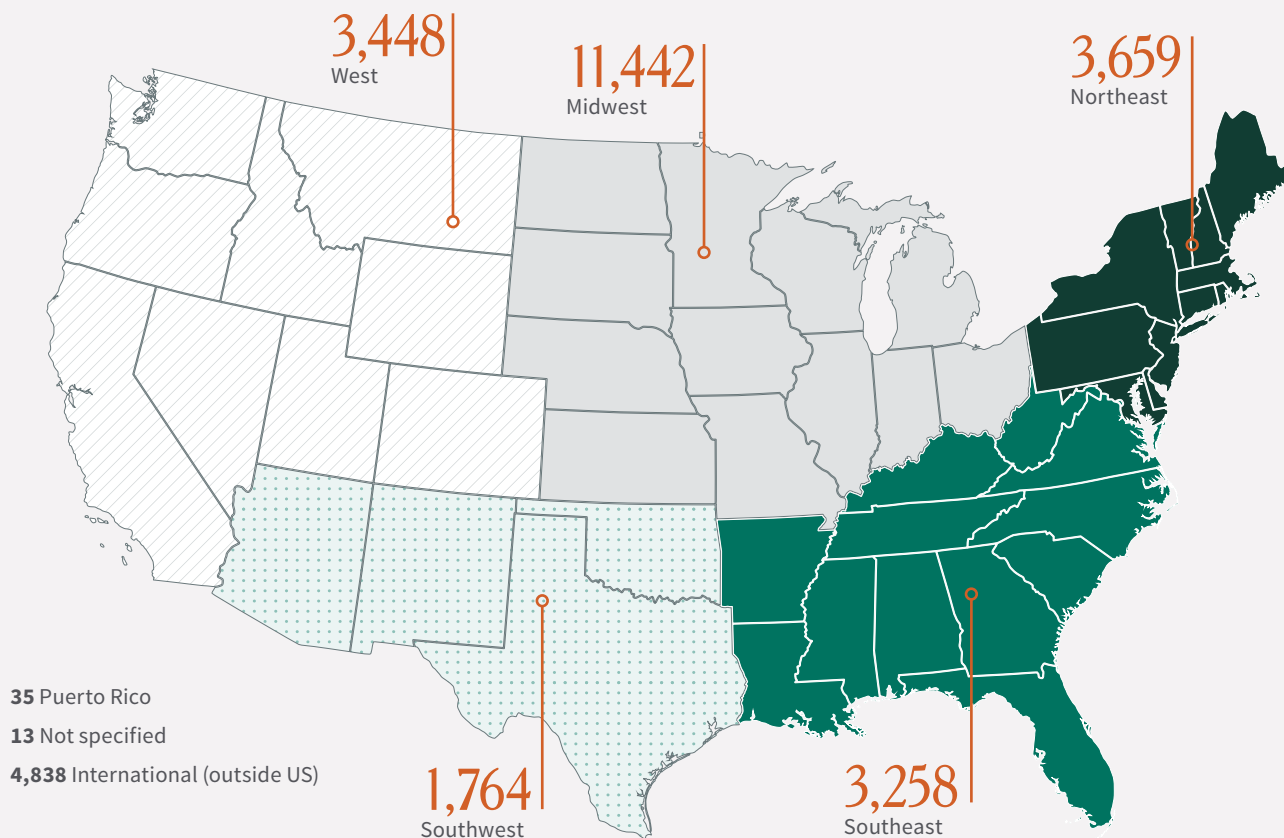 3,448
West
11,442
Midwest
3,659
Northeast
35 Puerto Rico
13 Not specified
4,838 International (outside US)
1,764
Southwest
3,258
Southeast